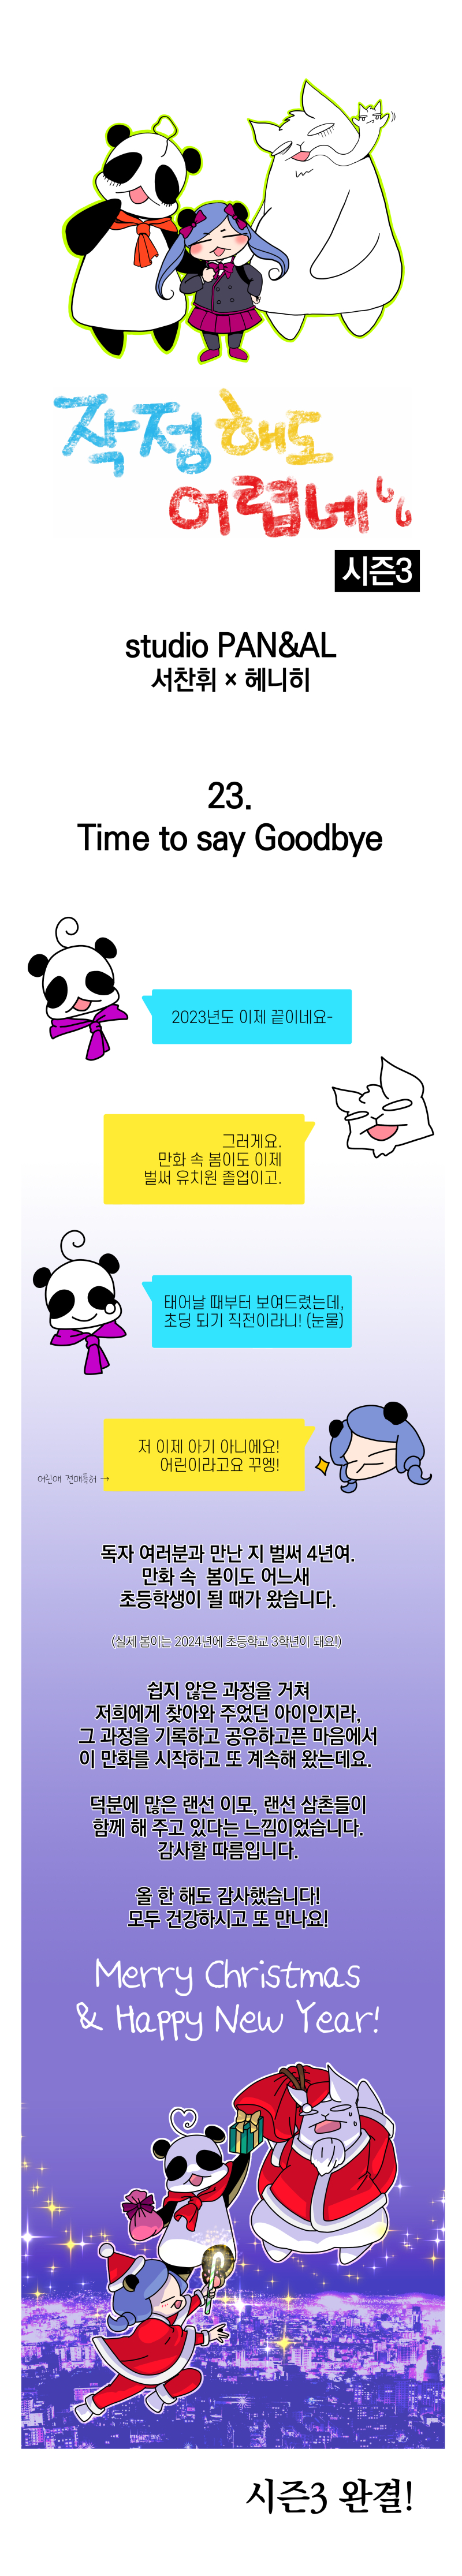 작정해도
어렵네
시즌3
studio PAN&AL
서찬휘 × 헤니히
23.
Time to say Goodbye
2023년도 이제 끝이네요-
그러게요.
만화 속 봄이도 이제
벌써 유치원 졸업이고.
태어날 때부터 보여드렸는데,
초딩 되기 직전이라니! (눈물)
저 이제 아기 아니에요!
어린이라고요 꾸엥!
어린애 전매특허 →
독자 여러분과 만난 지 벌써 4년여.
만화 속 봄이도 어느새
초등학생이 될 때가 왔습니다.
(실제 봄이는 2024년에 초등학교 3학년이 돼요!)
쉽지 않은 과정을 거쳐
저희에게 찾아와 주었던 아이인지라,
그 과정을 기록하고 공유하고픈 마음에서
이 만화를 시작하고 또 계속해 왔는데요.
덕분에 많은 랜선 이모, 랜선 삼촌들이
함께 해 주고 있다는 느낌이었습니다.
감사할 따름입니다.
올 한 해도 감사했습니다!
모두 건강하시고 또 만나요!
Merry Christmas
& Happy New Year!
시즌3 완결!